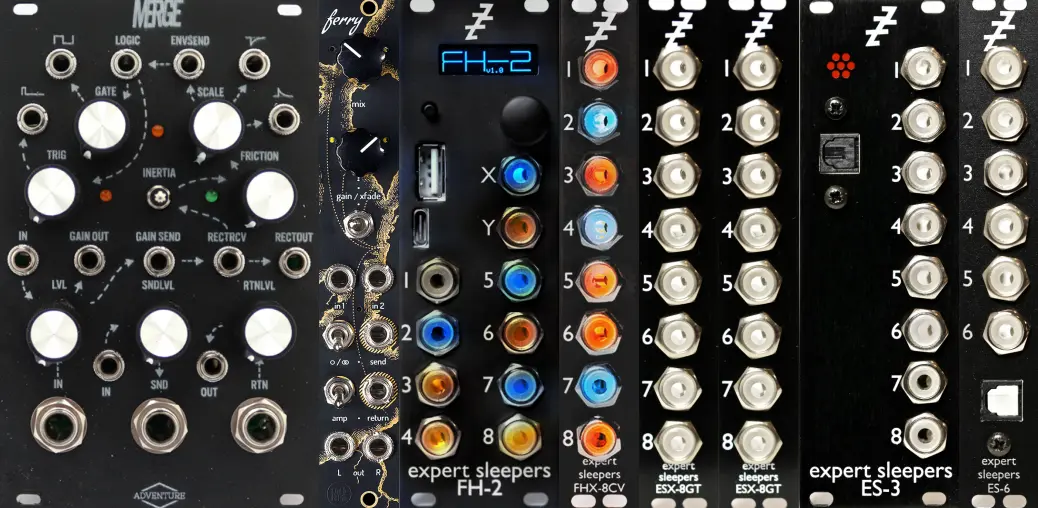 MERGE
LOGIC ENVSEND
GATE SCALE
TRIG INERTIA FRICTION
IN GAIN OUT GAIN SEND RECTRCV RECTOUT
LVL SNDLVL RTNLVL
IN OUT
IN SND RTN
ADVENTURE
ferry
mix
gain / xfade
in 1 in 2
o / oo send
amp return
L out R
FH-2
v1.0
X
Y
1 5
2 6
3 7
4 8
expert sleepers
FH-2
1
2
3
4
5
6
7
8
expert
sleepers
FHX-8CV
1
2
3
4
5
6
7
8
expert
sleepers
ESX-8GT
1
2
3
4
5
6
7
8
expert
sleepers
ESX-8GT
1
2
3
4
5
6
7
8
expert sleepers
ES-3
1
2
3
4
5
6
expert
sleepers
ES-6